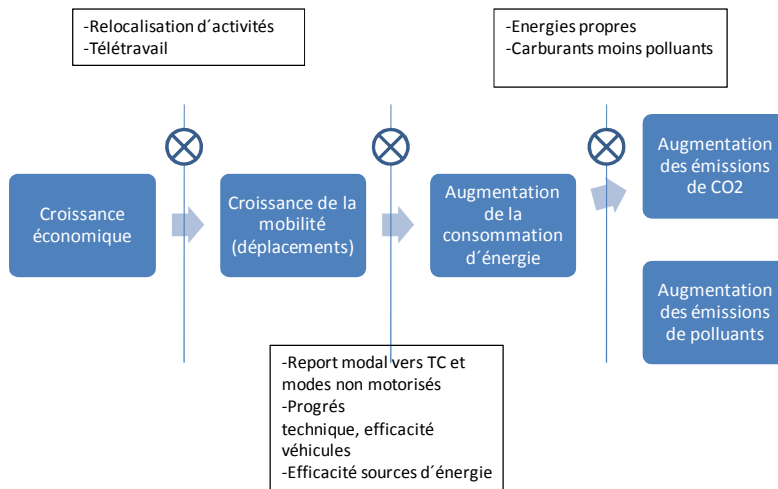 -Relocalisation d´activités
-Télétravail
-Energies propres
-Carburants moins polluants
Croissance
économique
Croissance de la
mobilité
(déplacements)
Augmentation
de la
consommation
d´énergie
Augmentation
des émissions
de CO2
Augmentation
des émissions
de polluants
-Report modal vers TC et
modes non motorisés
-Progrés
technique, efficacité
véhicules
-Efficacité sources d´énergie